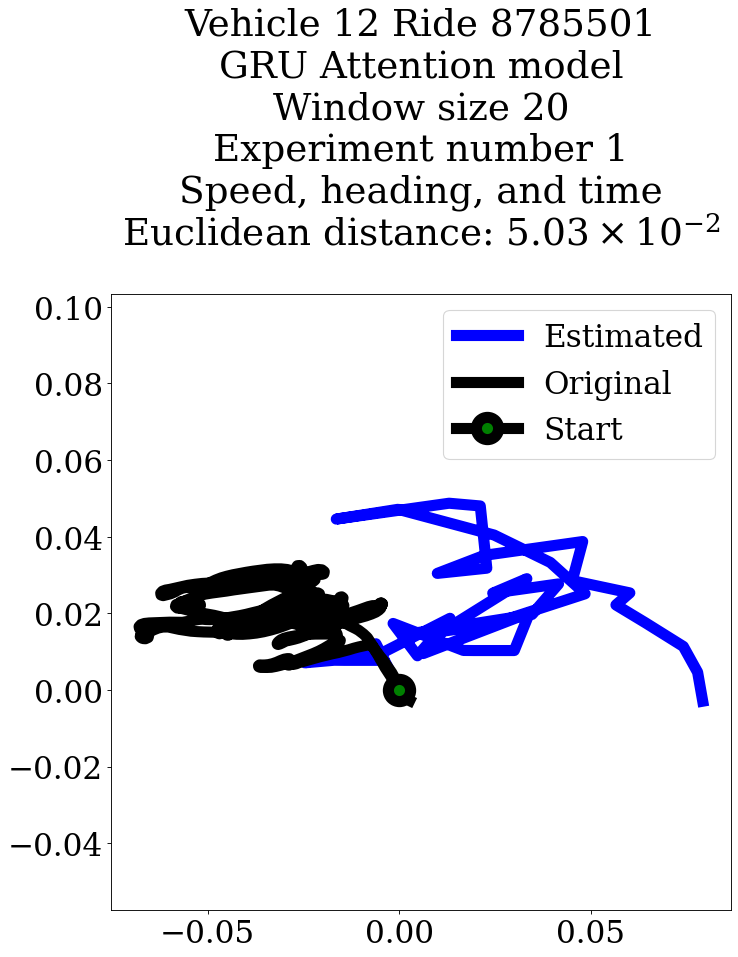 Vehicle 12 Ride 8785501
GRU Attention model
Window size 20
Experiment number 1
Speed, heading, and time
Euclidean distance: 5.03 × 10⁻²
Estimated
Original
Start
0.10
0.08
0.06
0.04
0.02
0.00
−0.02
−0.04
−0.05
0.00
0.05